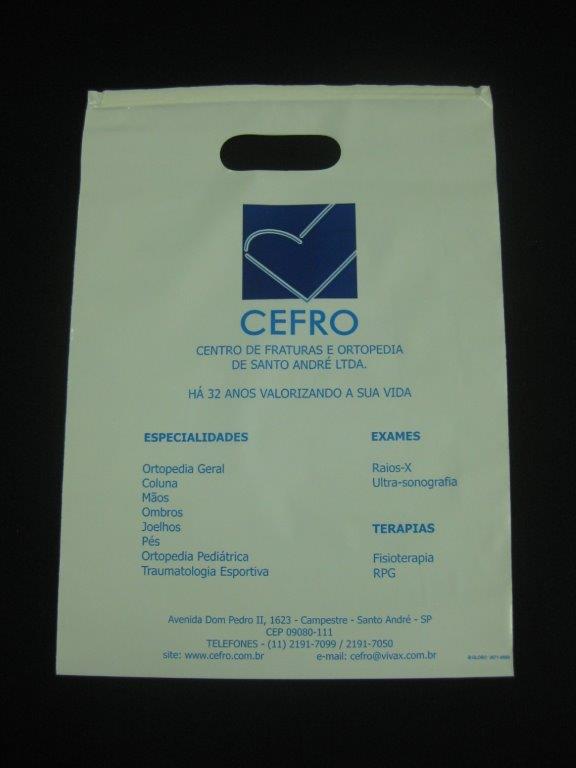 CEFRO
CENTRO DE FRATURAS E ORTOPEDIA
DE SANTO ANDRÉ LTDA.
HÁ 32 ANOS VALORIZANDO A SUA VIDA
ESPECIALIDADES
Ortopedia Geral
Coluna
Mãos
Ombros
Joelhos
Pés
Ortopedia Pediátrica
Traumatologia Esportiva
EXAMES
Raios-X
Ultra-sonografia
TERAPIAS
Fisioterapia
RPG
Avenida Dom Pedro II, 1623 - Campestre - Santo André - SP
CEP 09080-111
TELEFONES - (11) 2191-7099 / 2191-7050
site: www.cefro.com.br e-mail: cefro@vivax.com.br